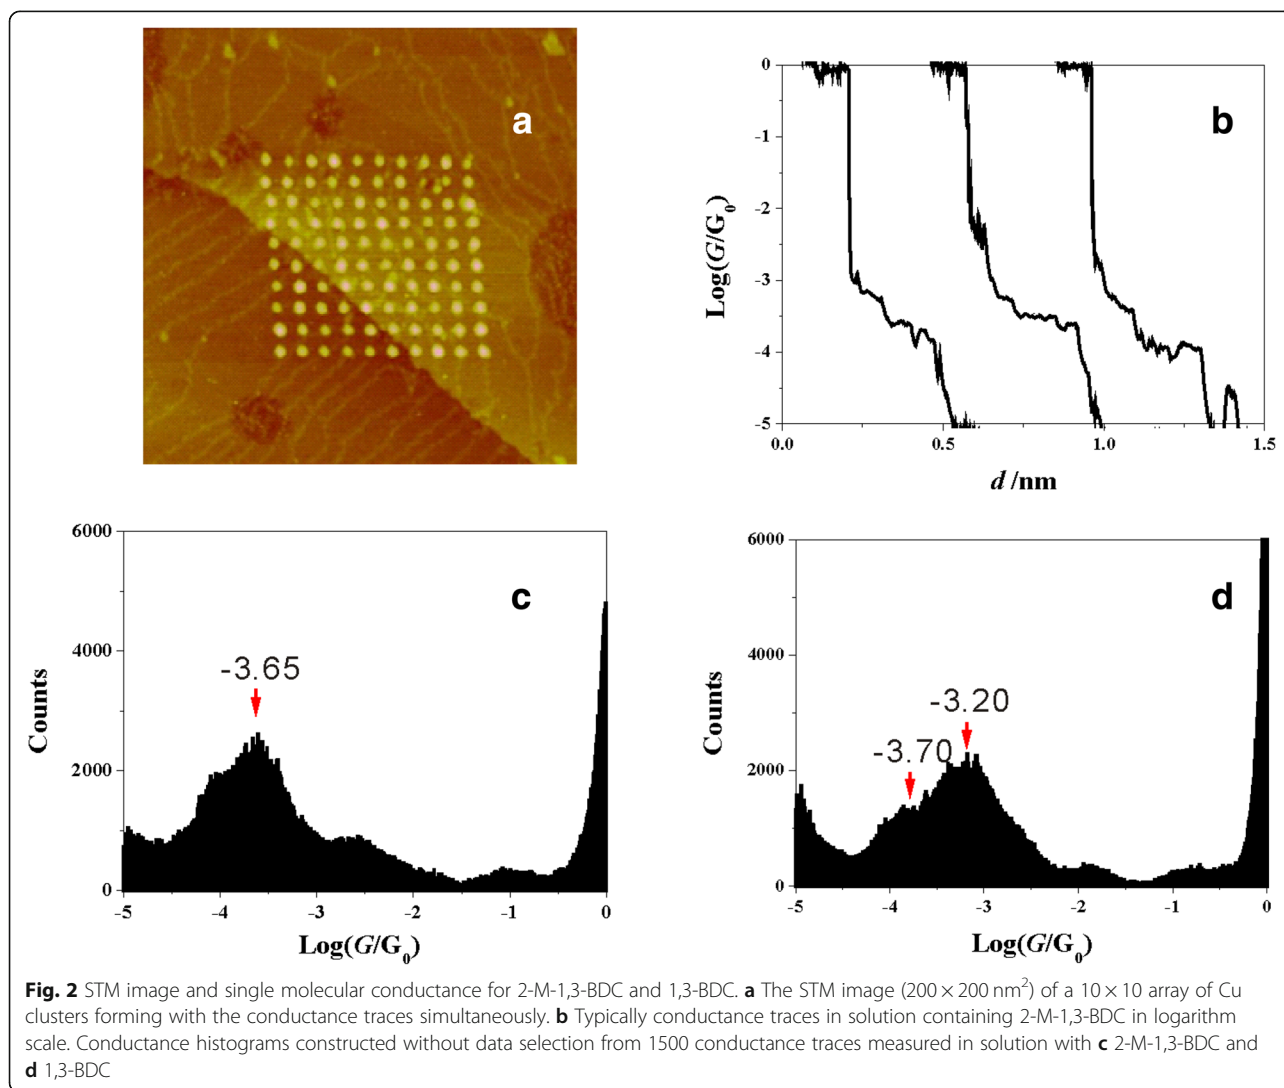 a
b
0
-1
-2
-3
-4
-5
Log(G/G0)
0.0 0.5 1.0 1.5
d /nm
c
6000
4000
2000
0
Counts
-3.65
-5 -4 -3 -2 -1 0
Log(G/G0)
d
6000
4000
2000
0
Counts
-3.20
-3.70
-5 -4 -3 -2 -1 0
Log(G/G0)
Fig. 2 STM image and single molecular conductance for 2-M-1,3-BDC and 1,3-BDC. a The STM image (200 × 200 nm²) of a 10 × 10 array of Cu
clusters forming with the conductance traces simultaneously. b Typically conductance traces in solution containing 2-M-1,3-BDC in logarithm
scale. Conductance histograms constructed without data selection from 1500 conductance traces measured in solution with c 2-M-1,3-BDC and
d 1,3-BDC